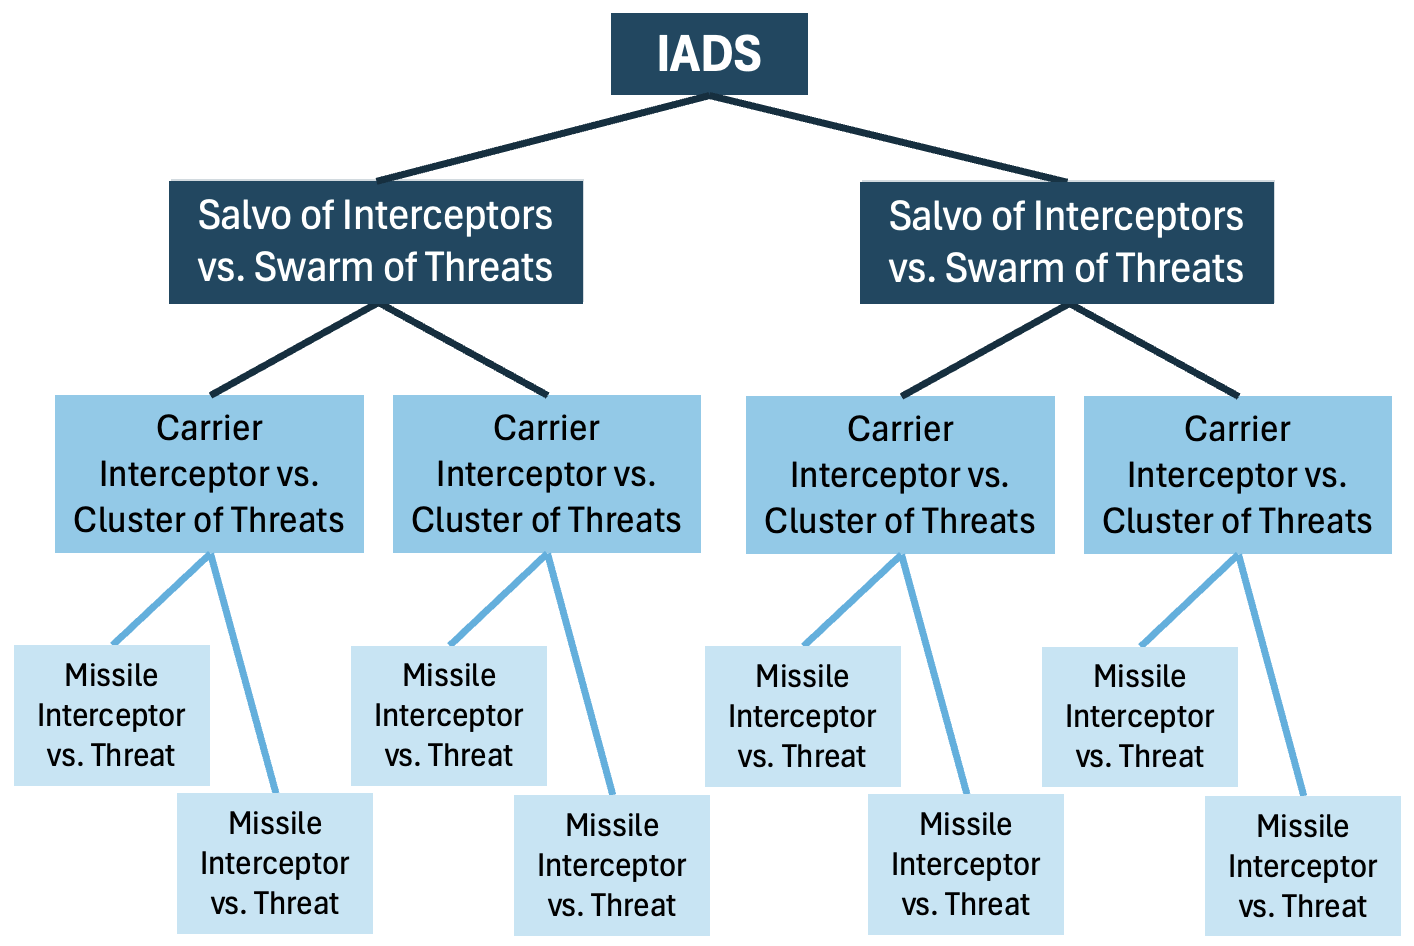 IADS
Salvo of Interceptors
vs. Swarm of Threats
Salvo of Interceptors
vs. Swarm of Threats
Carrier
Interceptor vs.
Cluster of Threats
Carrier
Interceptor vs.
Cluster of Threats
Carrier
Interceptor vs.
Cluster of Threats
Carrier
Interceptor vs.
Cluster of Threats
Missile
Interceptor
vs. Threat
Missile
Interceptor
vs. Threat
Missile
Interceptor
vs. Threat
Missile
Interceptor
vs. Threat
Missile
Interceptor
vs. Threat
Missile
Interceptor
vs. Threat
Missile
Interceptor
vs. Threat
Missile
Interceptor
vs. Threat